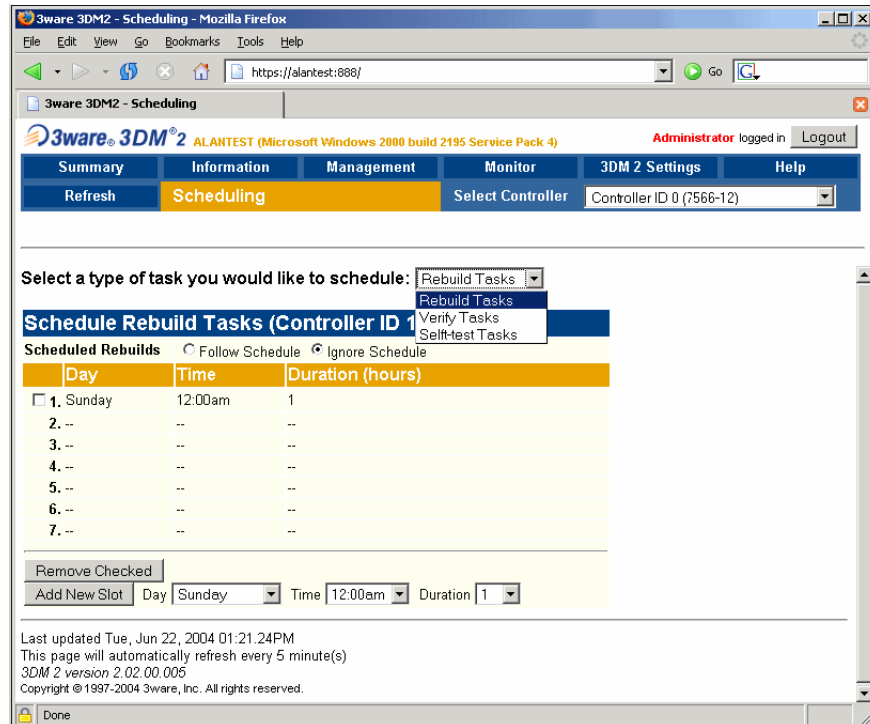 3ware 3DM2 - Scheduling - Mozilla Firefox
File Edit View Go Bookmarks Tools Help
https://alantest:888/ Go G
3ware 3DM2 - Scheduling
3ware® 3DM®2 ALANTEST (Microsoft Windows 2000 build 2195 Service Pack 4) Administrator logged in Logout
Summary Information Management Monitor 3DM 2 Settings Help
Refresh Scheduling Select Controller Controller ID 0 (7566-12)
Select a type of task you would like to schedule: Rebuild Tasks
Rebuild Tasks
Verify Tasks
Selft-test Tasks
Schedule Rebuild Tasks (Controller ID 1
Scheduled Rebuilds Follow Schedule Ignore Schedule
Day Time Duration (hours)
1. Sunday 12:00am 1
2. -- -- --
3. -- -- --
4. -- -- --
5. -- -- --
6. -- -- --
7. -- -- --
Remove Checked
Add New Slot Day Sunday Time 12:00am Duration 1
Last updated Tue, Jun 22, 2004 01:21.24PM
This page will automatically refresh every 5 minute(s)
3DM 2 version 2.02.00.005
Copyright © 1997-2004 3ware, Inc. All rights reserved.
Done